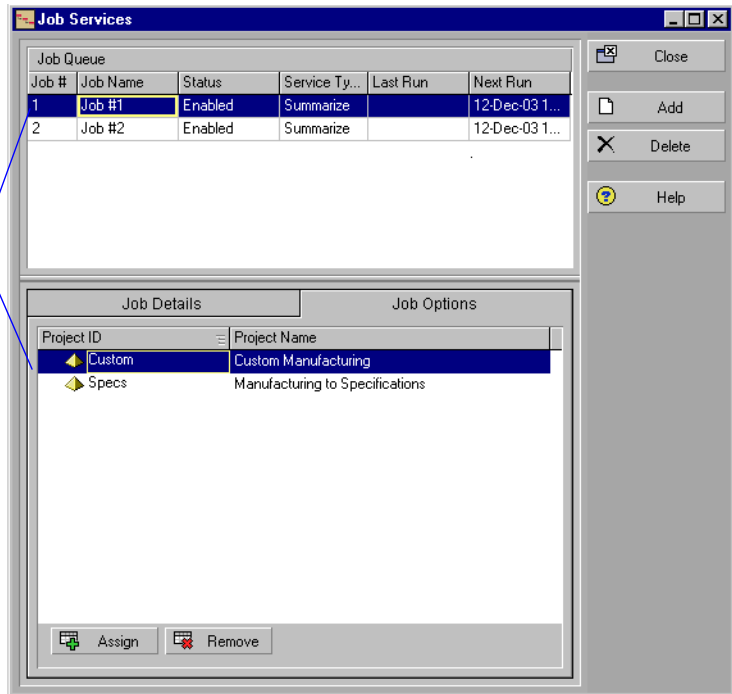 Job Services
Job Queue
Job # Job Name Status Service Ty... Last Run Next Run
1 Job #1 Enabled Summarize 12-Dec-03 1...
2 Job #2 Enabled Summarize 12-Dec-03 1...
Close
Add
Delete
Help
Job Details Job Options
Project ID Project Name
Custom Custom Manufacturing
Specs Manufacturing to Specifications
Assign Remove